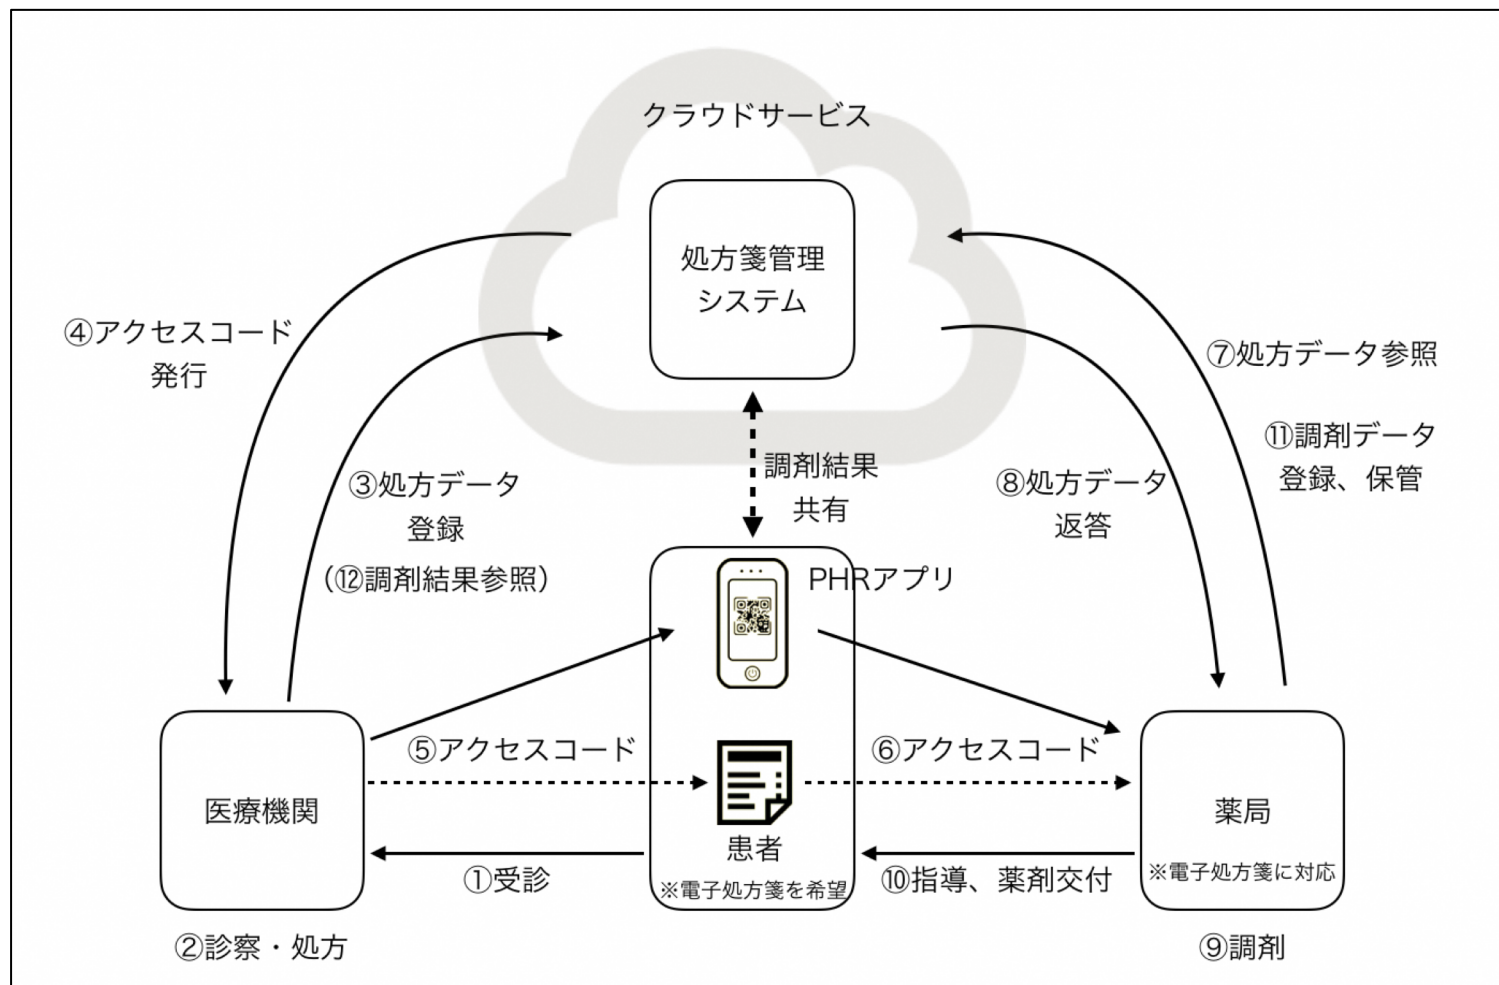 クラウドサービス
処方箋管理
システム
④アクセスコード
発行
③処方データ
登録
（⑫調剤結果参照）
調剤結果
共有
⑦処方データ参照
⑪調剤データ
登録、保管
⑧処方データ
返答
PHRアプリ
⑤アクセスコード
⑥アクセスコード
医療機関
患者
※電子処方箋を希望
薬局
※電子処方箋に対応
①受診
⑩指導、薬剤交付
②診察・処方
⑨調剤